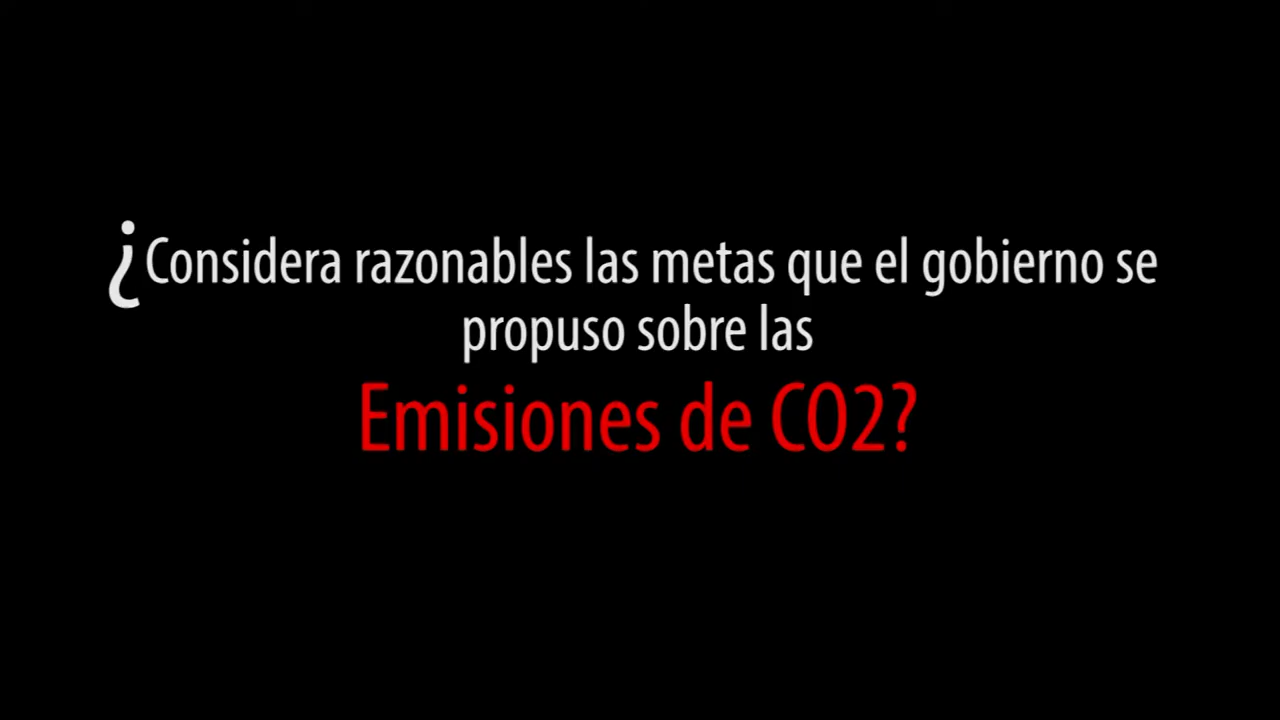 ¿Considera razonables las metas que el gobierno se
propuso sobre las
Emisiones de CO2?